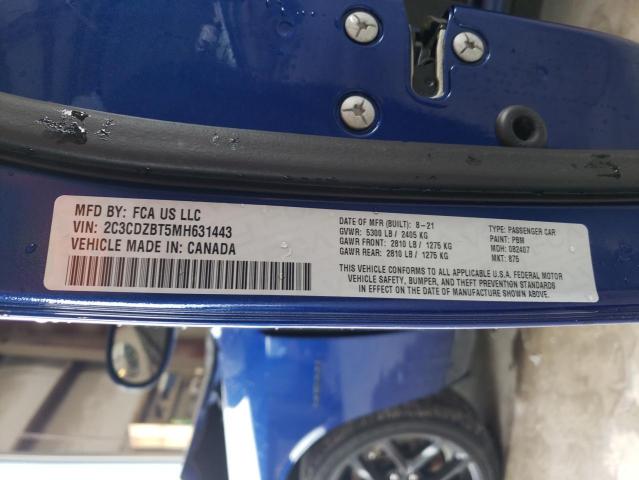 MFD BY: FCA US LLC
VIN: 2C3CDZBT5MH631443
VEHICLE MADE IN: CANADA
DATE OF MFR (BUILT): 8-21
GVWR: 5300 LB / 2405 KG
GAWR FRONT: 2810 LB / 1275 KG
GAWR REAR: 2810 LB / 1275 KG
TYPE: PASSENGER CAR
PAINT: PBM
MDH: 082407
MKT: 875
THIS VEHICLE CONFORMS TO ALL APPLICABLE U.S.A. FEDERAL MOTOR
VEHICLE SAFETY, BUMPER, AND THEFT PREVENTION STANDARDS
IN EFFECT ON THE DATE OF MANUFACTURE SHOWN ABOVE.